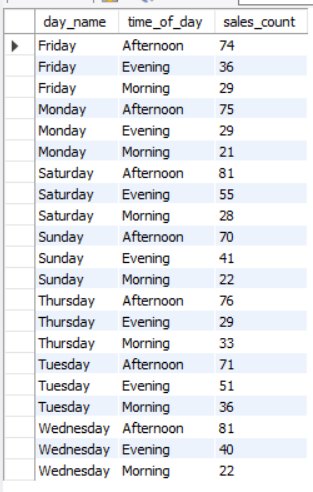 day_name time_of_day sales_count
Friday Afternoon 74
Friday Evening 36
Friday Morning 29
Monday Afternoon 75
Monday Evening 29
Monday Morning 21
Saturday Afternoon 81
Saturday Evening 55
Saturday Morning 28
Sunday Afternoon 70
Sunday Evening 41
Sunday Morning 22
Thursday Afternoon 76
Thursday Evening 29
Thursday Morning 33
Tuesday Afternoon 71
Tuesday Evening 51
Tuesday Morning 36
Wednesday Afternoon 81
Wednesday Evening 40
Wednesday Morning 22